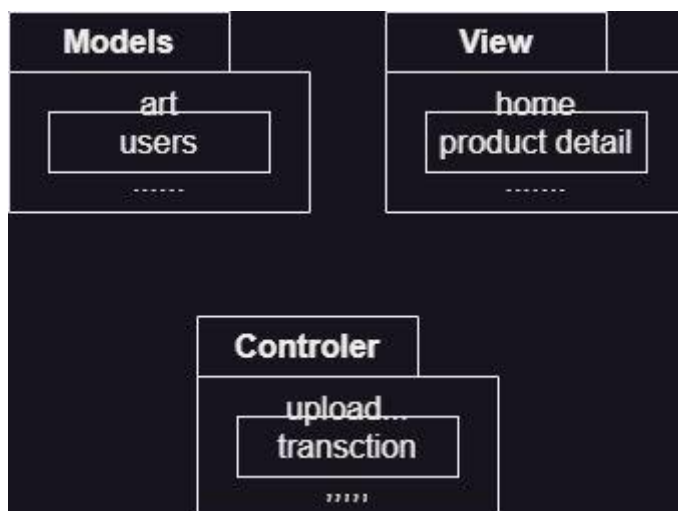 Models
art
users
......
View
home
product detail
.......
Controler
upload...
transction
,,,,,